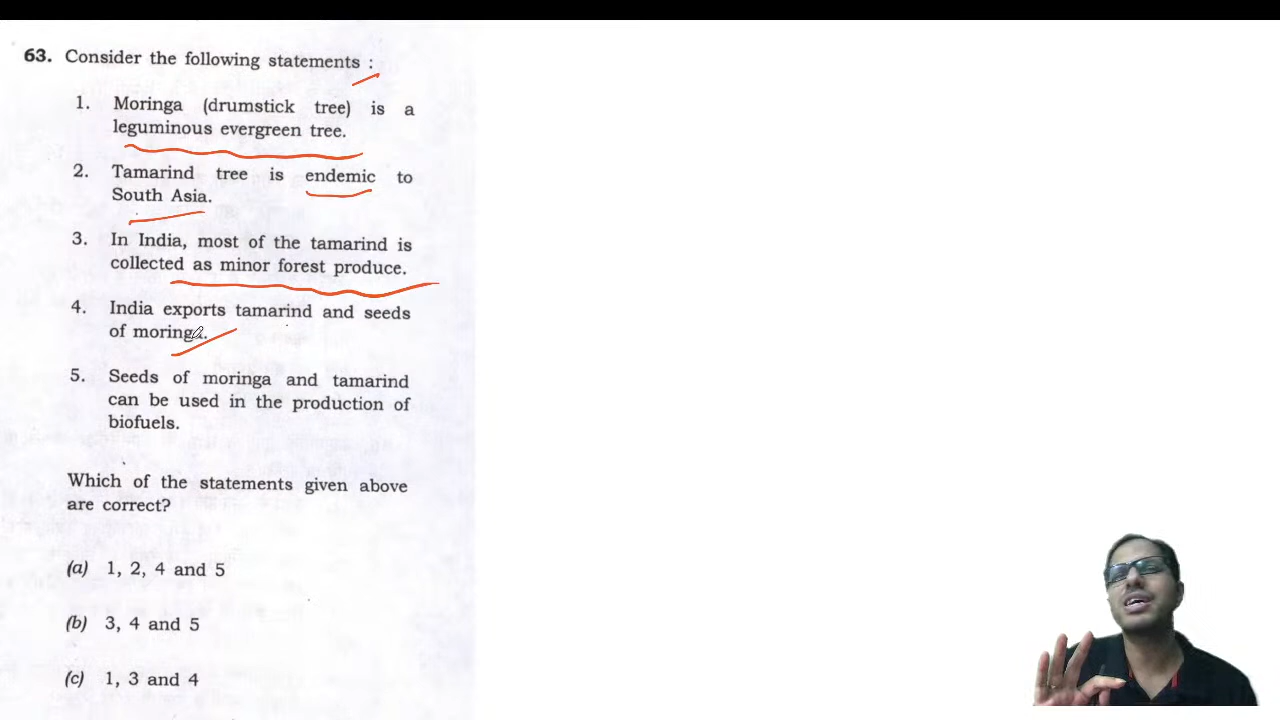 63. Consider the following statements :
1. Moringa (drumstick tree) is a
leguminous evergreen tree.
2. Tamarind tree is endemic to
South Asia.
3. In India, most of the tamarind is
collected as minor forest produce.
4. India exports tamarind and seeds
of moringa.
5. Seeds of moringa and tamarind
can be used in the production of
biofuels.
Which of the statements given above
are correct?
(a) 1, 2, 4 and 5
(b) 3, 4 and 5
(c) 1, 3 and 4